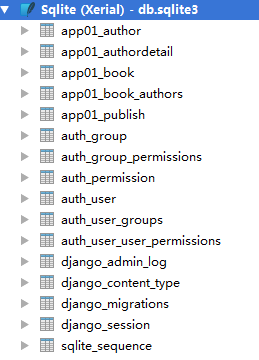 Sqlite (Xerial) - db.sqlite3
app01_author
app01_authordetail
app01_book
app01_book_authors
app01_publish
auth_group
auth_group_permissions
auth_permission
auth_user
auth_user_groups
auth_user_user_permissions
django_admin_log
django_content_type
django_migrations
django_session
sqlite_sequence